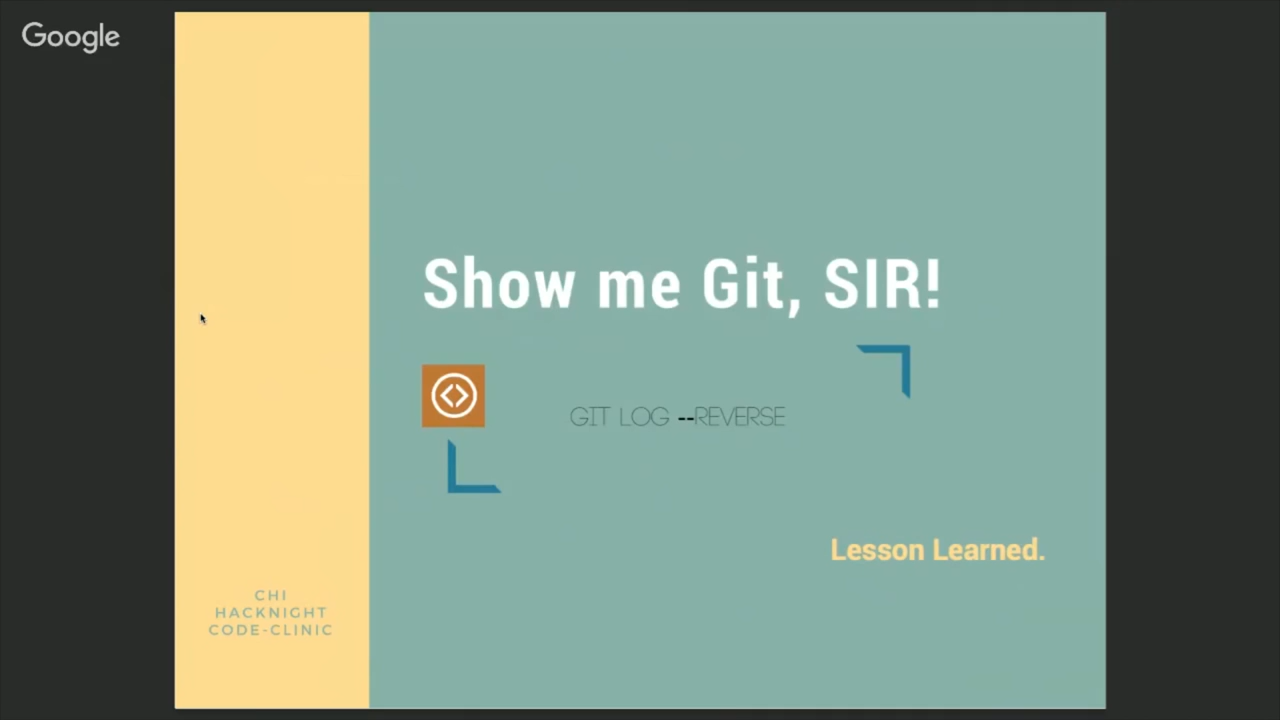 Google
Show me Git, SIR!
GIT LOG --REVERSE
Lesson Learned.
CHI
HACKNIGHT
CODE-CLINIC